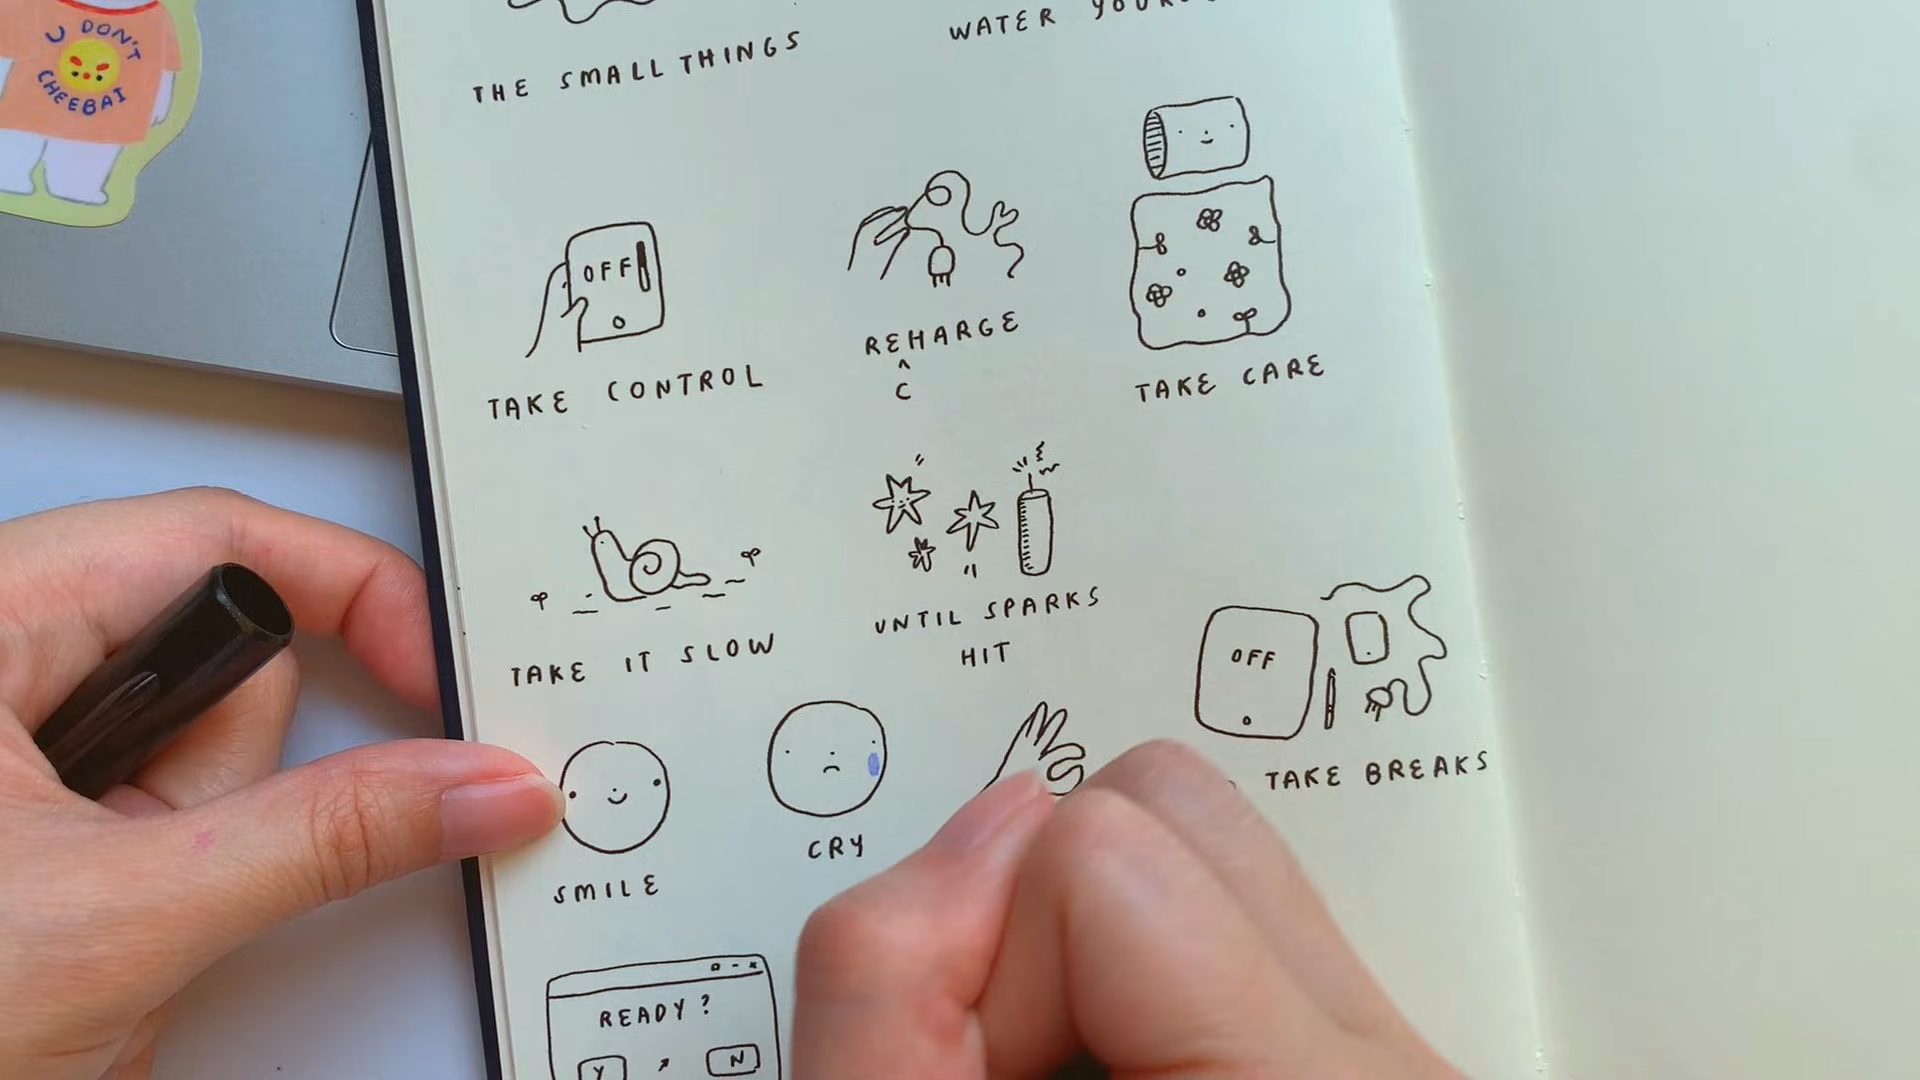 U DON'T
CHEEBAI
THE SMALL THINGS
WATER
OFF
TAKE CONTROL
REHARGE
^
C
TAKE CARE
TAKE IT SLOW
UNTIL SPARKS
HIT
OFF
TAKE BREAKS
SMILE
CRY
READY?
Y
N